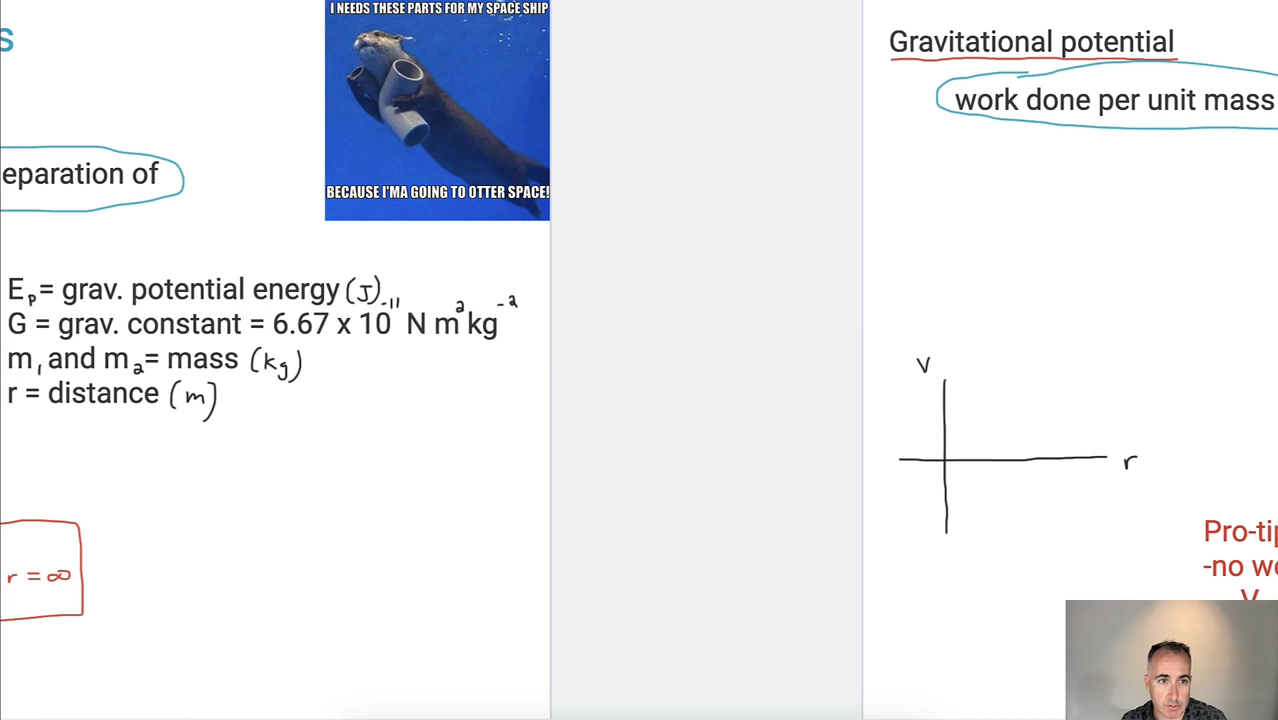 s
I NEEDS THESE PARTS FOR MY SPACE SHIP
BECAUSE I'MA GOING TO OTTER SPACE!
eparation of
Eₚ = grav. potential energy (J)
G = grav. constant = 6.67 x 10⁻¹¹ N m² kg⁻²
m₁ and m₂ = mass (kg)
r = distance (m)
r = ∞
Gravitational potential
work done per unit mass
V
r
Pro-tip
-no wo
V